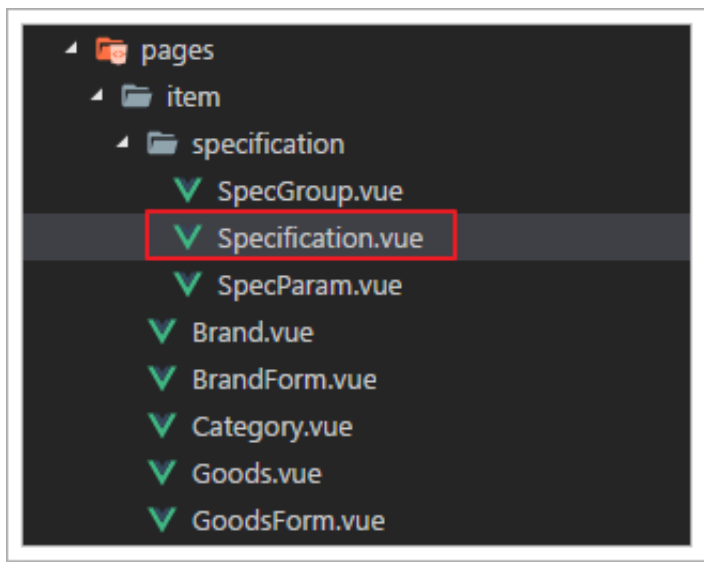 pages
item
specification
SpecGroup.vue
Specification.vue
SpecParam.vue
Brand.vue
BrandForm.vue
Category.vue
Goods.vue
GoodsForm.vue